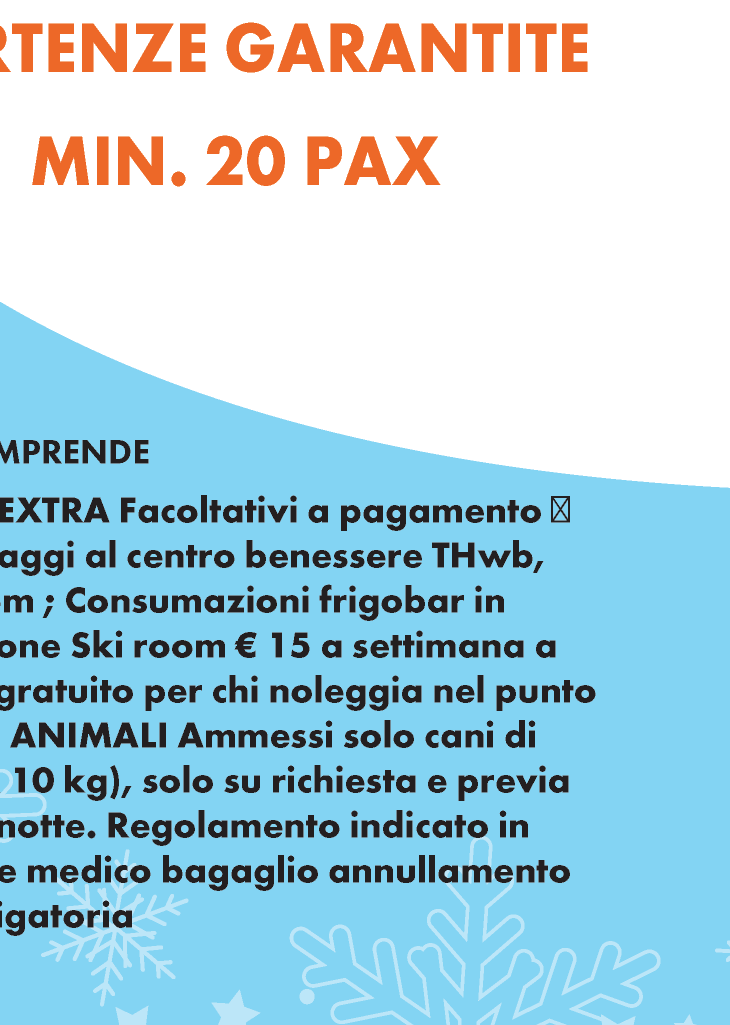 RTENZE GARANTITE
MIN. 20 PAX
MPRENDE
EXTRA Facoltativi a pagamento
aggi al centro benessere THwb,
m ; Consumazioni frigobar in
one Ski room € 15 a settimana a
gratuito per chi noleggia nel punto
ANIMALI Ammessi solo cani di
10 kg), solo su richiesta e previa
notte. Regolamento indicato in
e medico bagaglio annullamento
igatoria